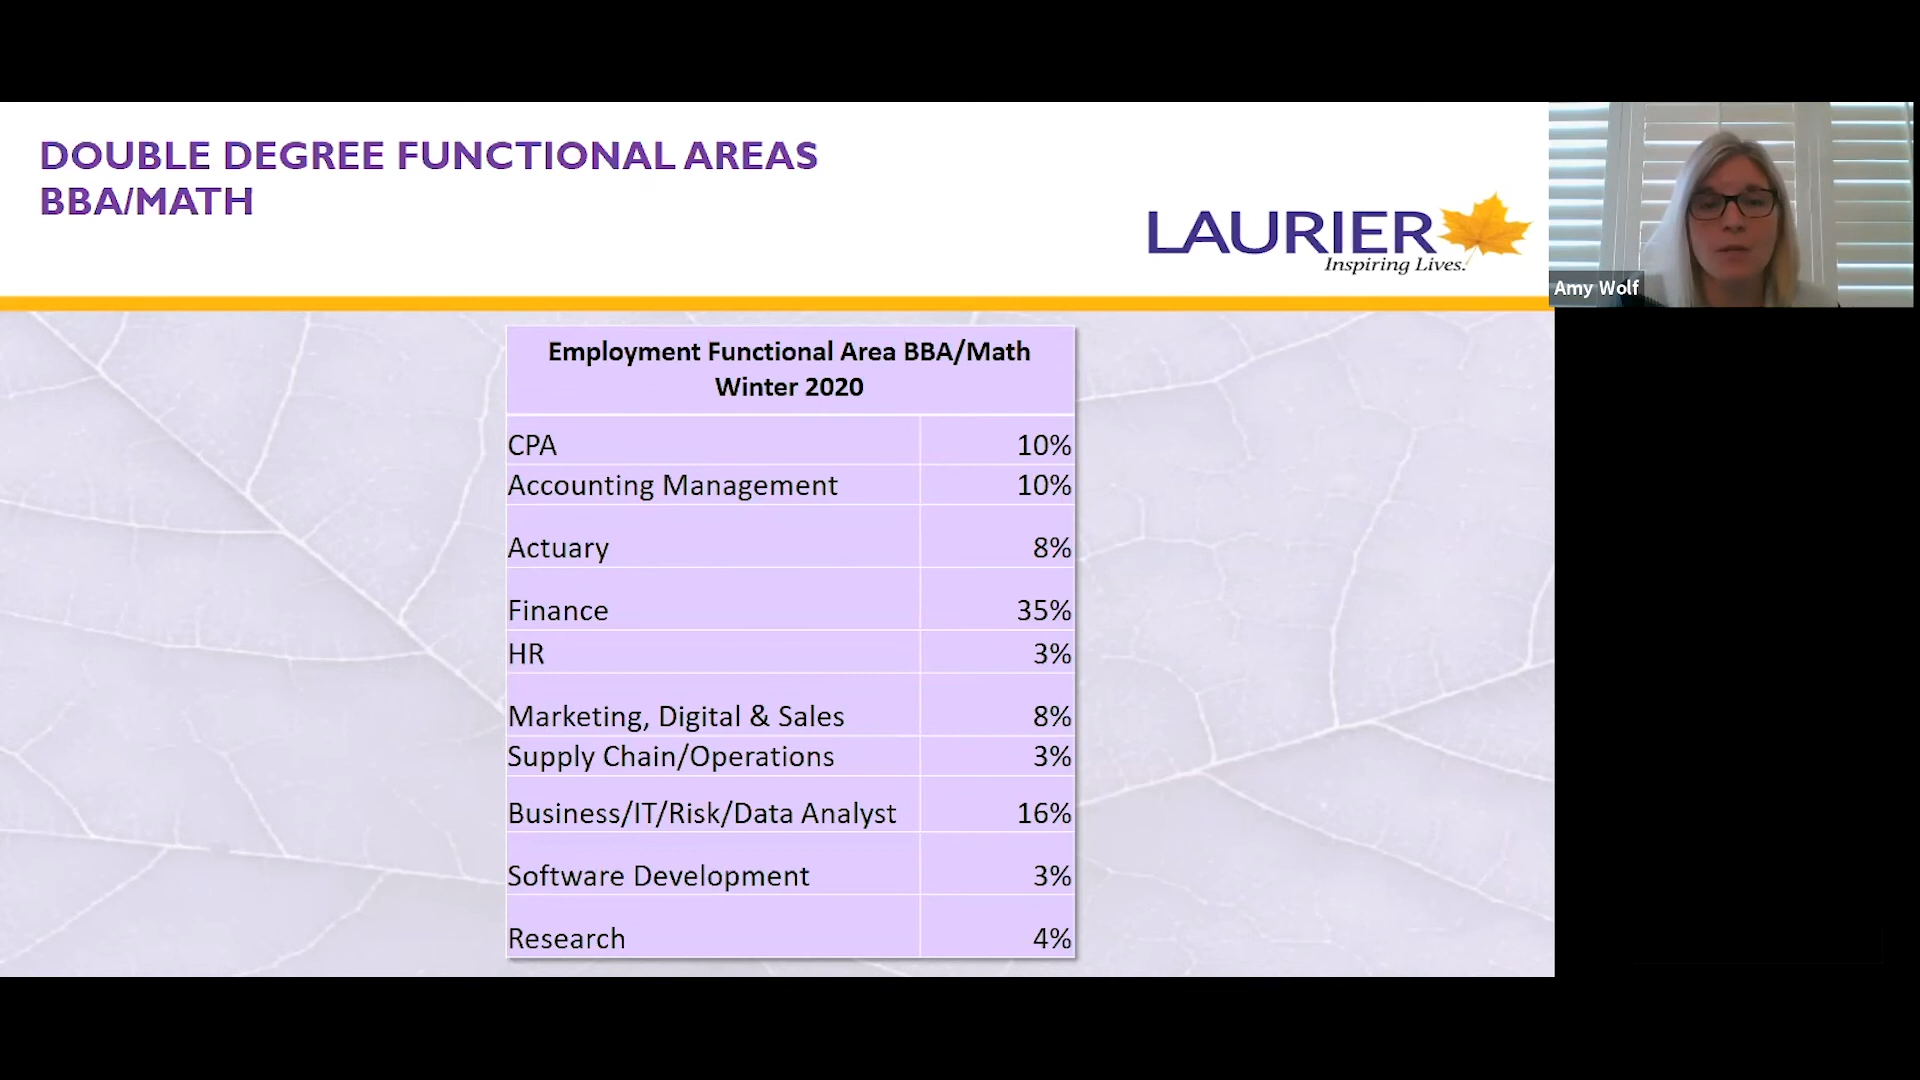 DOUBLE DEGREE FUNCTIONAL AREAS
BBA/MATH
LAURIER
Inspiring Lives.
Amy Wolf
Employment Functional Area BBA/Math
Winter 2020
CPA 10%
Accounting Management 10%
Actuary 8%
Finance 35%
HR 3%
Marketing, Digital & Sales 8%
Supply Chain/Operations 3%
Business/IT/Risk/Data Analyst 16%
Software Development 3%
Research 4%